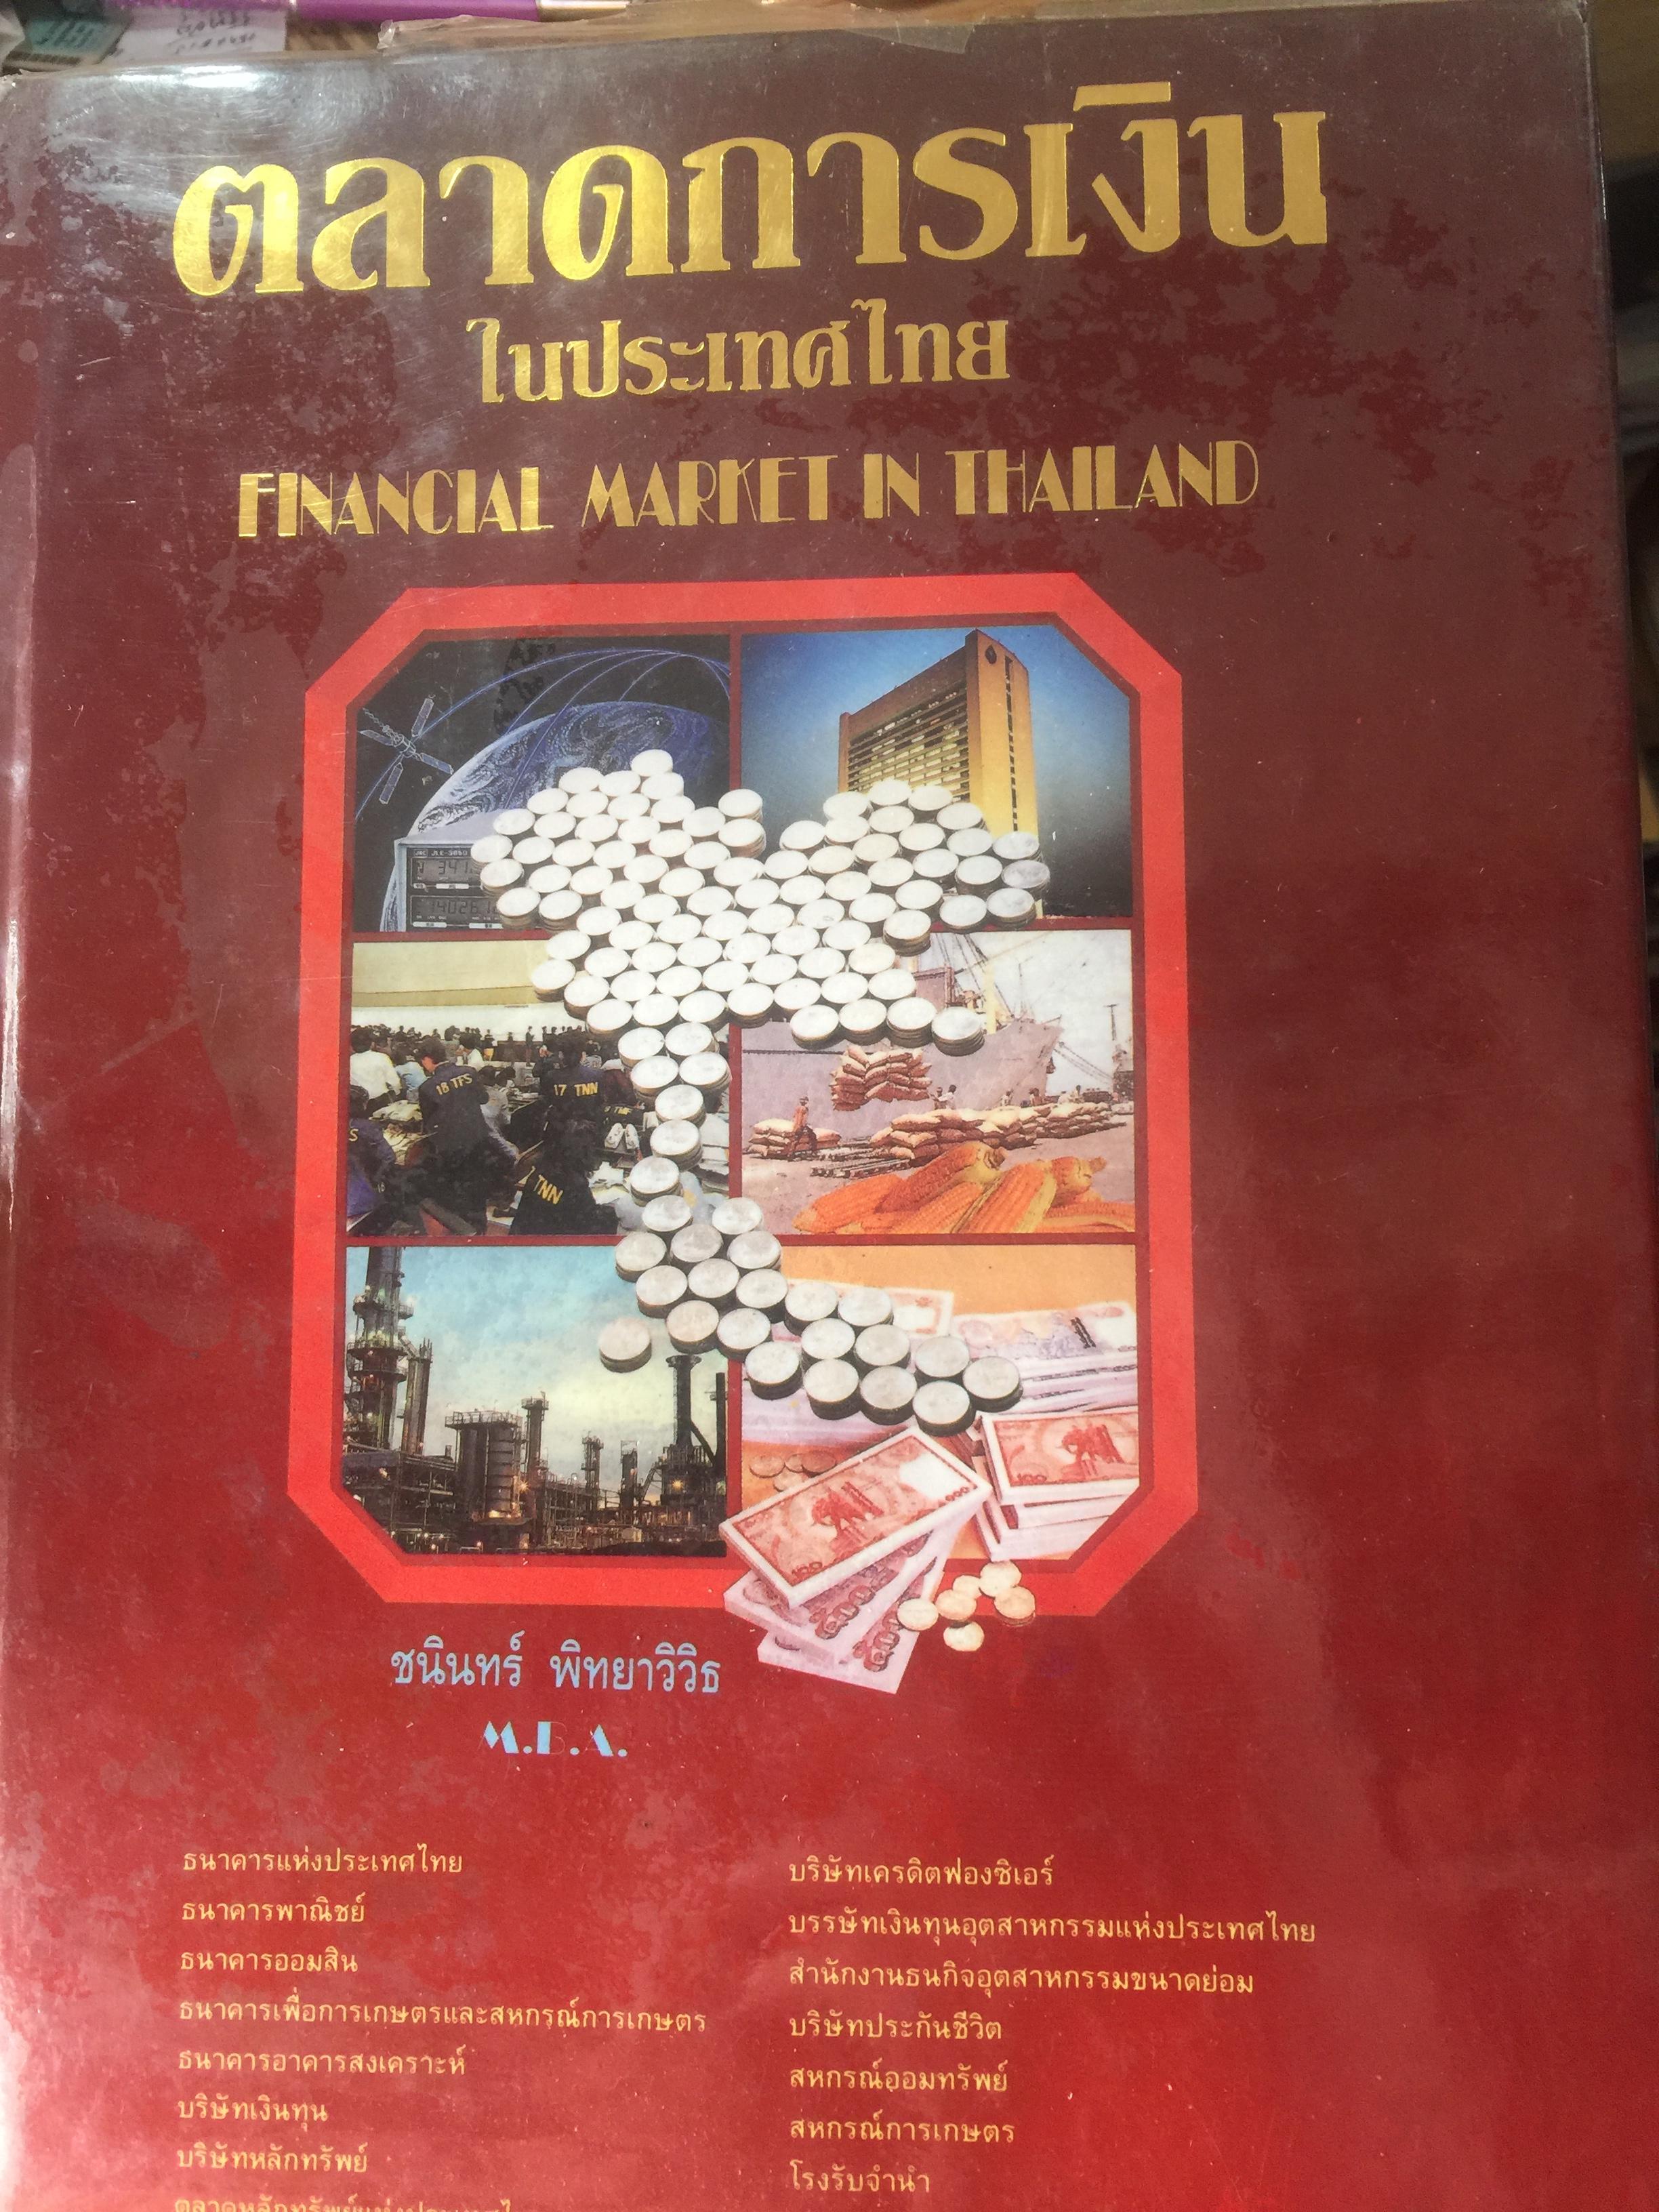 ตลาดการเงิน
ในประเทศไทย
FINANCIAL MARKET IN THAILAND
18 TFS
17 TNN
TNN
ชนินทร์ พิทยาวิวิธ
M.B.A.
ธนาคารแห่งประเทศไทย
ธนาคารพาณิชย์
ธนาคารออมสิน
ธนาคารเพื่อการเกษตรและสหกรณ์การเกษตร
ธนาคารอาคารสงเคราะห์
บริษัทเงินทุน
บริษัทหลักทรัพย์
บริษัทเครดิตฟองซิเอร์
บรรษัทเงินทุนอุตสาหกรรมแห่งประเทศไทย
สำนักงานธนกิจอุตสาหกรรมขนาดย่อม
บริษัทประกันชีวิต
สหกรณ์ออมทรัพย์
สหกรณ์การเกษตร
โรงรับจำนำ